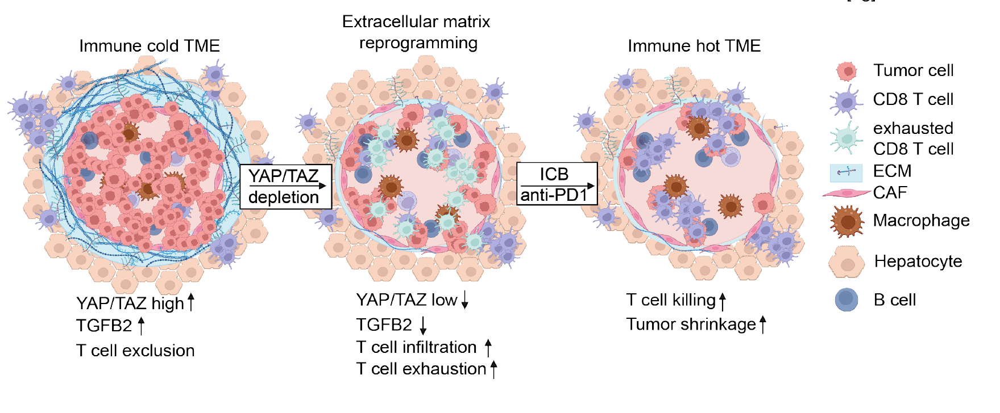 Extracellular matrix
reprogramming
Immune cold TME
Immune hot TME
YAP/TAZ
depletion
ICB
anti-PD1
YAP/TAZ high↑
TGFB2 ↑
T cell exclusion
YAP/TAZ low↓
TGFB2 ↓
T cell infiltration ↑
T cell exhaustion↑
T cell killing↑
Tumor shrinkage↑
Tumor cell
CD8 T cell
exhausted
CD8 T cell
ECM
CAF
Macrophage
Hepatocyte
B cell